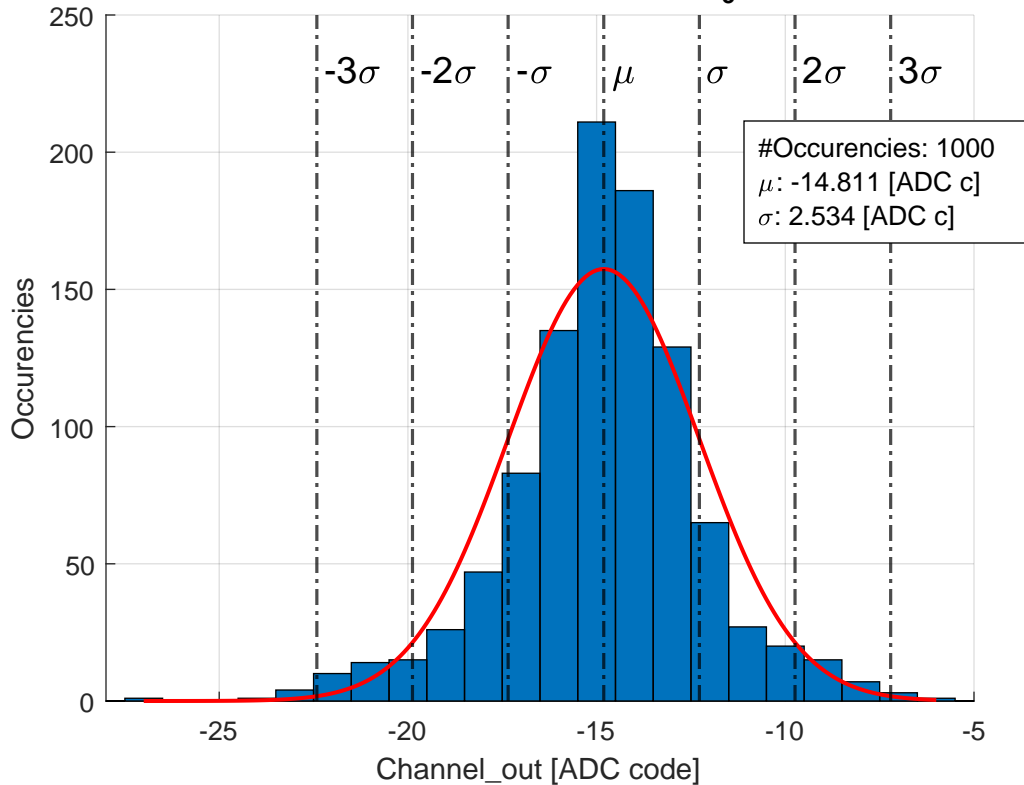 250
200
150
100
50
0
Occurencies
-3σ
-2σ
-σ
μ
σ
2σ
3σ
#Occurencies: 1000
μ: -14.811 [ADC c]
σ: 2.534 [ADC c]
-25
-20
-15
-10
-5
Channel_out [ADC code]